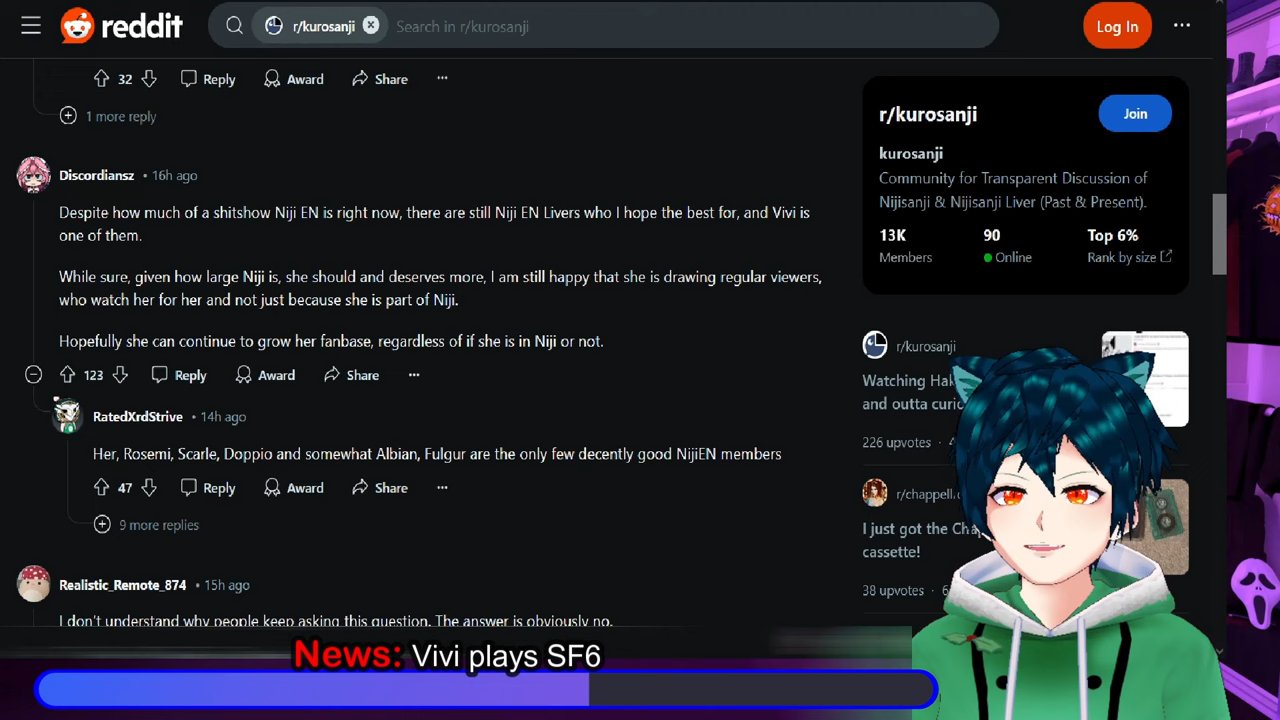 reddit
r/kurosanji
Search in r/kurosanji
Log In
32
Reply
Award
Share
1 more reply
Discordiansz • 16h ago
Despite how much of a shitshow Niji EN is right now, there are still Niji EN Livers who I hope the best for, and Vivi is
one of them.
While sure, given how large Niji is, she should and deserves more, I am still happy that she is drawing regular viewers,
who watch her for her and not just because she is part of Niji.
Hopefully she can continue to grow her fanbase, regardless of if she is in Niji or not.
123
Reply
Award
Share
RatedXrdStrive • 14h ago
Her, Rosemi, Scarle, Doppio and somewhat Albian, Fulgur are the only few decently good NijiEN members
47
Reply
Award
Share
9 more replies
Realistic_Remote_874 • 15h ago
I don't understand why people keep asking this question. The answer is obviously no.
r/kurosanji
Join
kurosanji
Community for Transparent Discussion of
Nijisanji & Nijisanji Liver (Past & Present).
13K
90
Top 6%
Members
Online
Rank by size
r/kurosanji
Watching
and outta
226 upvotes
I just got the
cassette!
38 upvotes
News: Vivi plays SF6